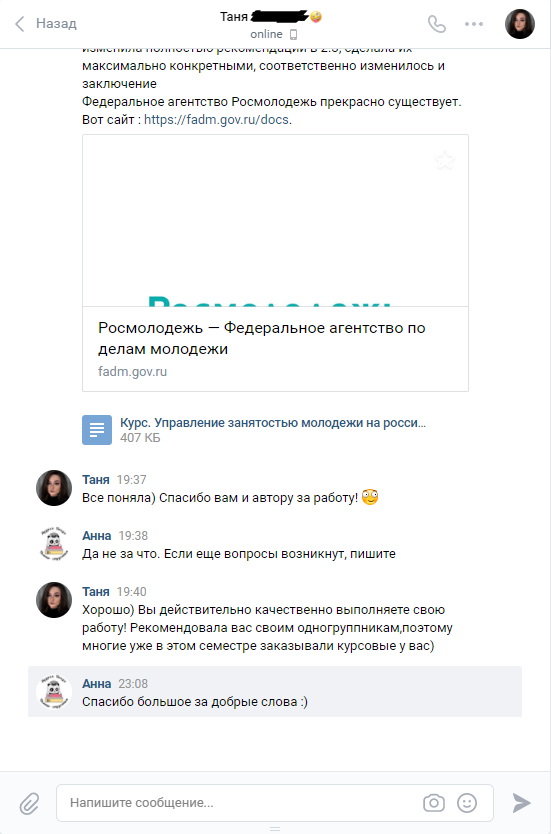 Назад
Таня
online
изменила полностью рекомендации в 2.3, сделала их
максимально конкретными, соответственно изменилось и
заключение
Федеральное агентство Росмолодежь прекрасно существует.
Вот сайт : https://fadm.gov.ru/docs.
Росмолодежь
Росмолодежь — Федеральное агентство по
делам молодежи
fadm.gov.ru
Курс. Управление занятостью молодежи на росси...
407 КБ
Таня 19:37
Все поняла) Спасибо вам и автору за работу!
Анна 19:38
Да не за что. Если еще вопросы возникнут, пишите
Таня 19:40
Хорошо) Вы действительно качественно выполняете свою
работу! Рекомендовала вас своим одногруппникам,поэтому
многие уже в этом семестре заказывали курсовые у вас)
Анна 23:08
Спасибо большое за добрые слова :)
Напишите сообщение...